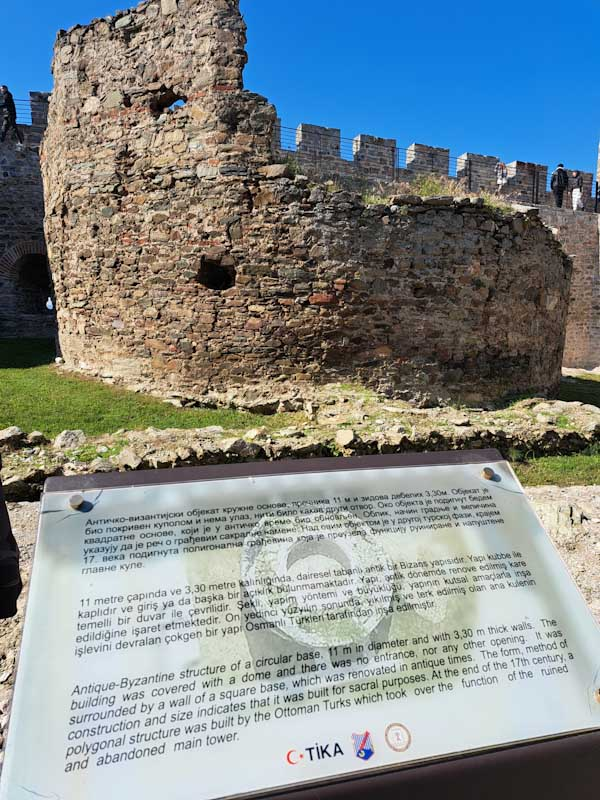 Античко-византијски објекат кружне основе, пречника 11 м и зидова дебелих 3,30м. Објекат је
био покривен куполом и нема улаз, нити било какав други отвор. Око објекта је подигнут бедем
квадратне основе, који је у античко време био обновљен. Облик, начин градње и величина
указују да је реч о грађевини сакралне намене. Над овим објектом је у другој турској фази, крајем
17. века подигнута полигонална грађевина која је преузела функцију руиниране и напуштене
главне куле.
11 metre çapında ve 3,30 metre kalınlığında, dairesel tabanlı antik bir Bizans yapısıdır. Yapı kubbe ile
kaplıdır ve giriş ya da başka bir açıklık bulunmamaktadır. Yapı, antik dönemde renove edilmiş kare
temelli bir duvar ile çevrilidir. Şekli, yapım yöntemi ve büyüklüğü, yapının kutsal amaçlarla inşa
edildiğine işaret etmektedir. On yedinci yüzyılın sonunda, yıkılmış ve terk edilmiş olan ana kulenin
işlevini devralan çokgen bir yapı Osmanlı Türkleri tarafından inşa edilmiştir.
Antique-Byzantine structure of a circular base, 11 m in diameter and with 3,30 m thick walls. The
building was covered with a dome and there was no entrance, nor any other opening. It was
surrounded by a wall of a square base, which was renovated in antique times. The form, method of
construction and size indicates that it was built for sacral purposes. At the end of the 17th century, a
polygonal structure was built by the Ottoman Turks which took over the function of the ruined
and abandoned main tower.
TİKA